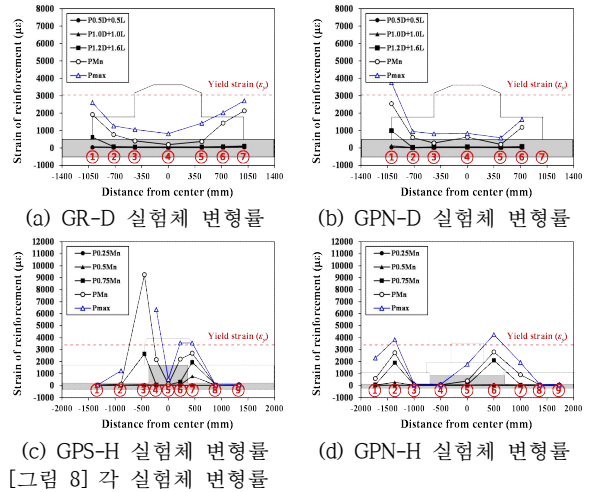 8000
7000
6000
5000
4000
3000
2000
1000
0
-1000
Strain of reinforcement (με)
P0.5D+0.5L
P1.0D+1.0L
P1.2D+1.6L
PMn
Pmax
Yield strain (εy)
① ② ③ ④ ⑤ ⑥ ⑦
-1400 -1050 -700 -350 0 350 700 1050 1400
Distance from center (mm)
(a) GR-D 실험체 변형률
8000
7000
6000
5000
4000
3000
2000
1000
0
-1000
Strain of reinforcement (με)
P0.5D+0.5L
P1.0D+1.0L
P1.2D+1.6L
PMn
Pmax
Yield strain (εy)
① ② ③ ④ ⑤ ⑥ ⑦
-1400 -1050 -700 -350 0 350 700 1050 1400
Distance from center (mm)
(b) GPN-D 실험체 변형률
12000
11000
10000
9000
8000
7000
6000
5000
4000
3000
2000
1000
0
-1000
Strain of reinforcement (με)
P0.25Mn
P0.5Mn
P0.75Mn
PMn
Pmax
Yield strain (εy)
① ② ③ ④ ⑤ ⑥ ⑦ ⑧ ⑨
-2000 -1500 -1000 -500 0 500 1000 1500 2000
Distance from center (mm)
(c) GPS-H 실험체 변형률
12000
11000
10000
9000
8000
7000
6000
5000
4000
3000
2000
1000
0
-1000
Strain of reinforcement (με)
P0.25Mn
P0.5Mn
P0.75Mn
PMn
Pmax
Yield strain (εy)
① ② ③ ④ ⑤ ⑥ ⑦ ⑧ ⑨
-2000 -1500 -1000 -500 0 500 1000 1500 2000
Distance from center (mm)
(d) GPN-H 실험체 변형률
[그림 8] 각 실험체 변형률